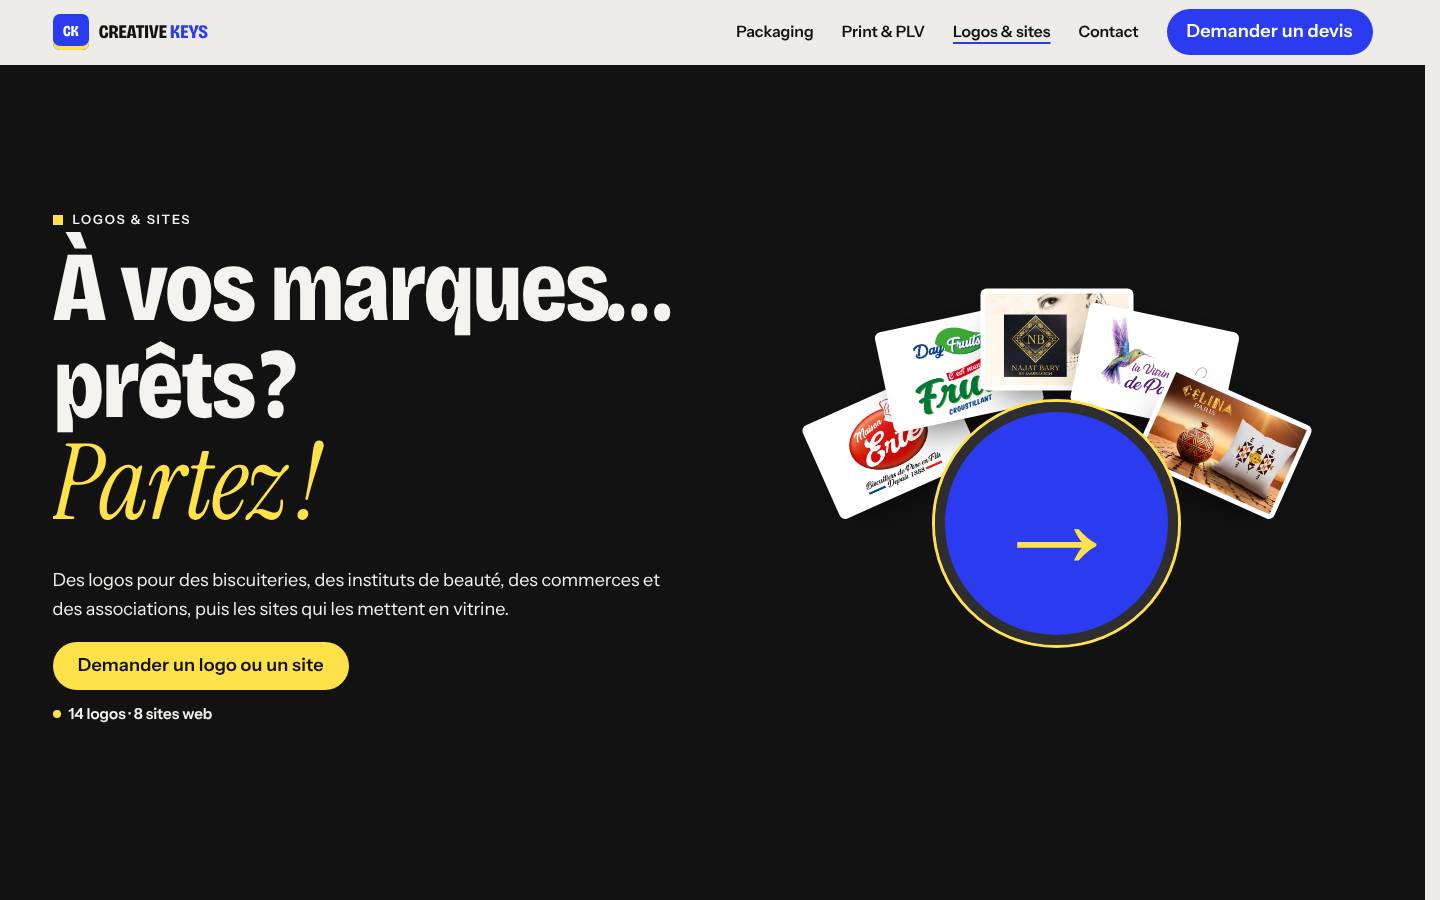 CK CREATIVE KEYS
Packaging
Print & PLV
Logos & sites
Contact
Demander un devis
LOGOS & SITES
À vos marques…
prêts ?
Partez !
Des logos pour des biscuiteries, des instituts de beauté, des commerces et
des associations, puis les sites qui les mettent en vitrine.
Demander un logo ou un site
14 logos · 8 sites web
Maison
Biscuitiers de Père en Fils
Depuis 1888
Day Fruits
CROUSTILLANT
NB
NAJAT BARY
BY MARRAKECH
la
de
CELINA
PARIS
→